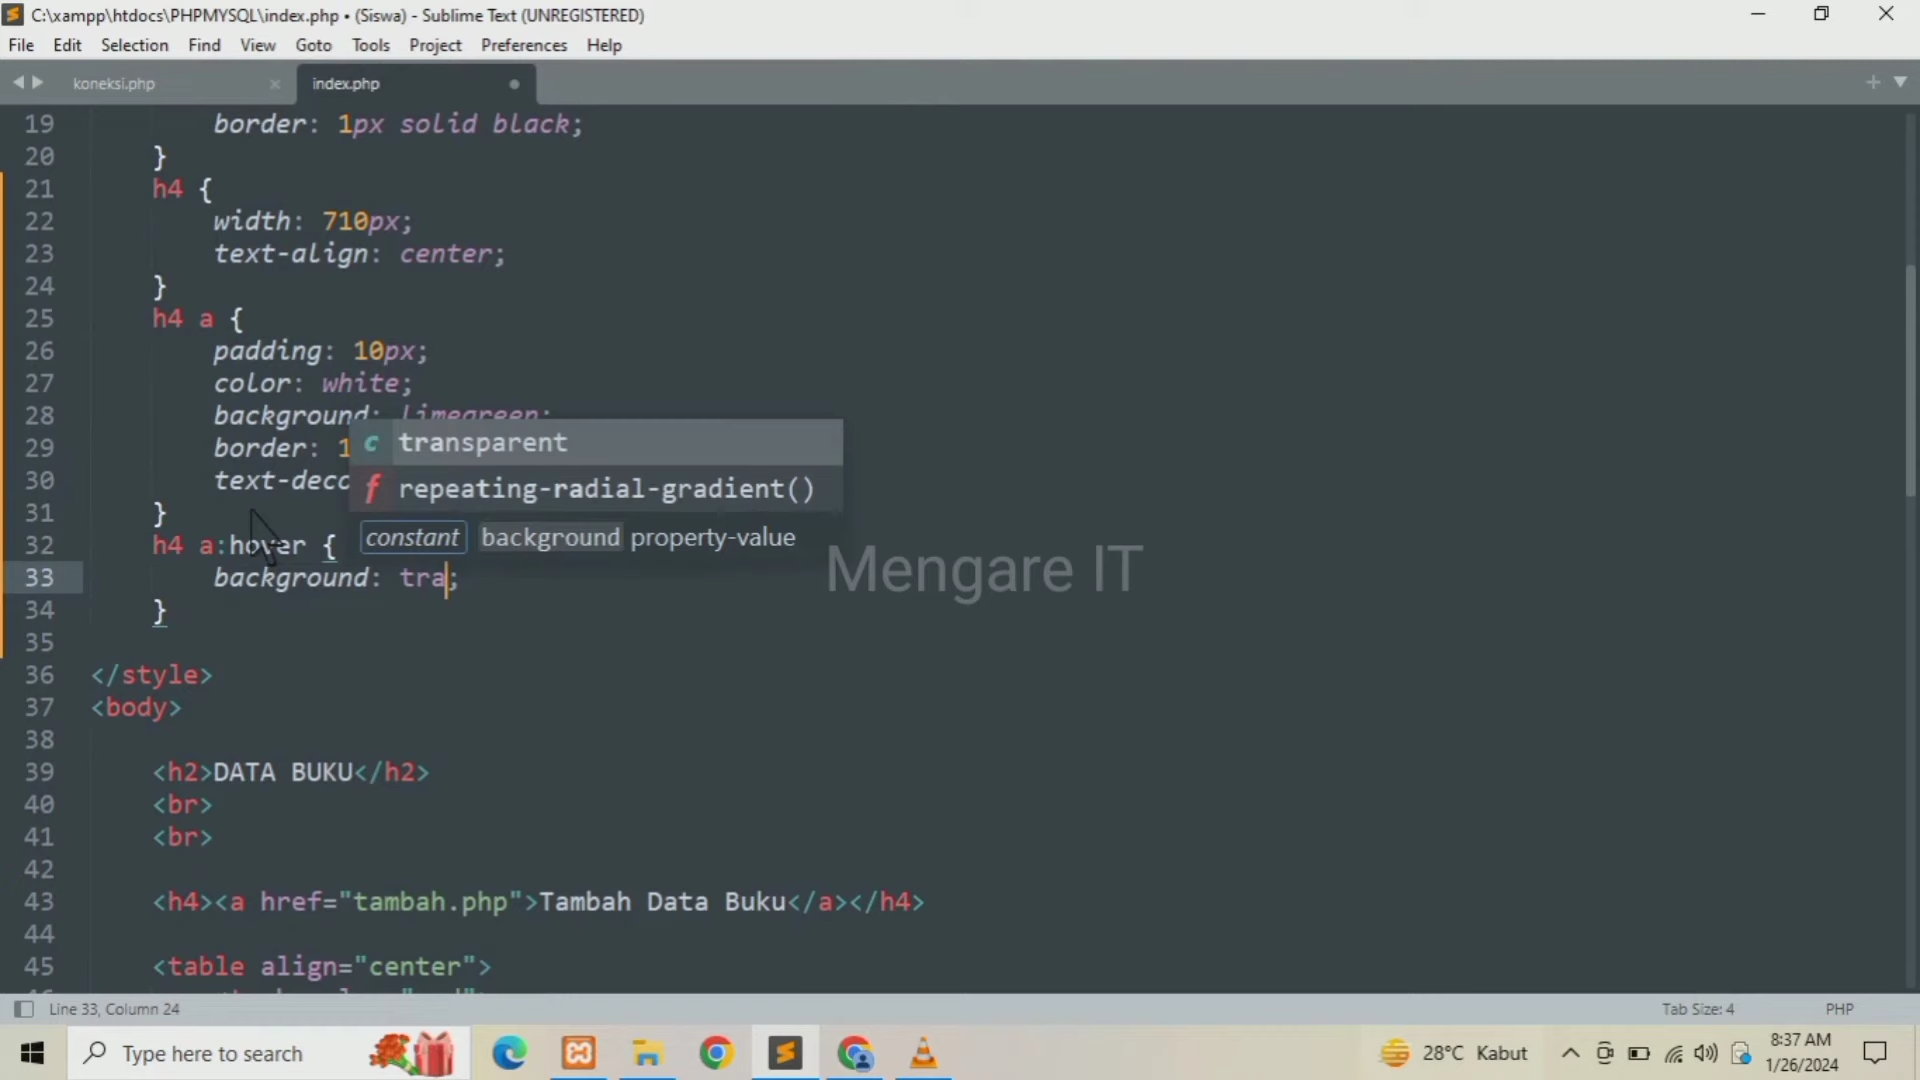 C:\xampp\htdocs\PHPMYSQL\index.php • (Siswa) - Sublime Text (UNREGISTERED)
File Edit Selection Find View Goto Tools Project Preferences Help
koneksi.php × index.php
19 border: 1px solid black;
20 }
21 h4 {
22 width: 710px;
23 text-align: center;
24 }
25 h4 a {
26 padding: 10px;
27 color: white;
28 background: limegreen;
29 border: 1
30 text-deco
transparent
repeating-radial-gradient()
constant background property-value
31 }
32 h4 a:hover {
33 background: tra;
34 }
35
36 </style>
37 <body>
38
39 <h2>DATA BUKU</h2>
40 <br>
41 <br>
42
43 <h4><a href="tambah.php">Tambah Data Buku</a></h4>
44
45 <table align="center">
Mengare IT
Line 33, Column 24 Tab Size: 4 PHP
Type here to search 28°C Kabut 8:37 AM
1/26/2024